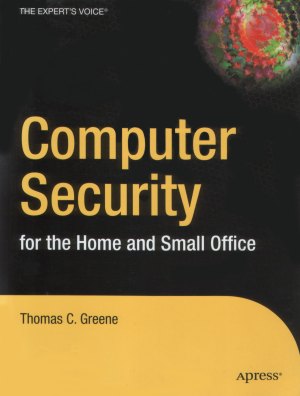 THE EXPERT'S VOICE®
Computer
Security
for the Home and Small Office
Thomas C. Greene
Apress®